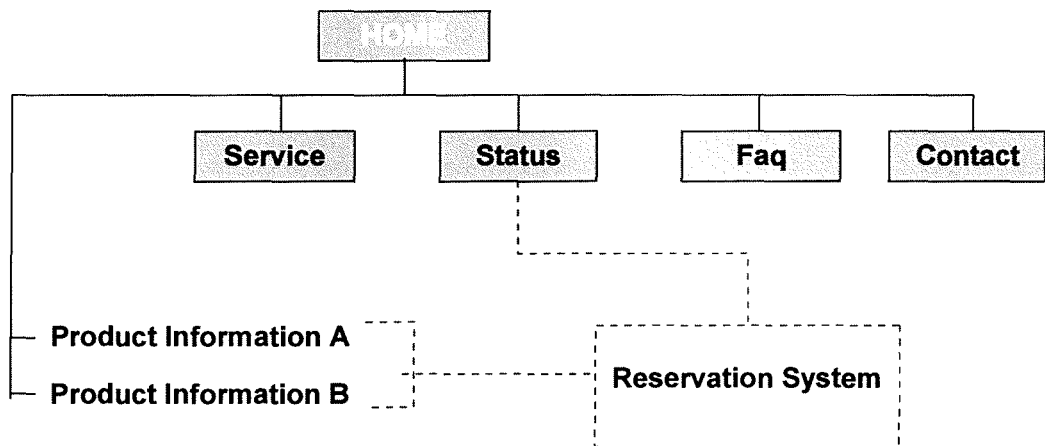 HOME
Service
Status
Faq
Contact
Product Information A
Product Information B
Reservation System